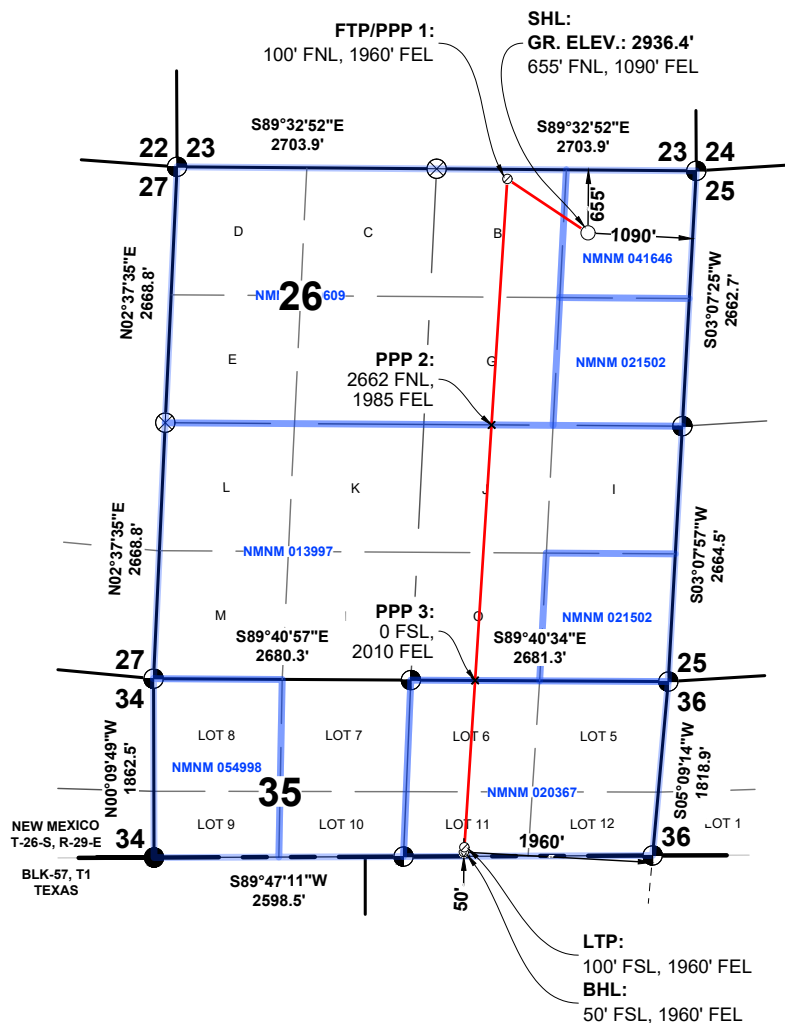 FTP/PPP 1:
100' FNL, 1960' FEL
SHL:
GR. ELEV.: 2936.4'
655' FNL, 1090' FEL
S89°32'52"E
2703.9'
S89°32'52"E
2703.9'
22 23
27
23 24
25
655'
1090'
D
C
B
NMNM 041646
N02°37'35"E
2668.8'
S03°07'25"W
2662.7'
26
609
E
G
NMNM 021502
PPP 2:
2662 FNL,
1985 FEL
L
K
J
I
N02°37'35"E
2668.8'
S03°07'57"W
2664.5'
NMNM 013997
M
O
NMNM 021502
PPP 3:
0 FSL,
2010 FEL
S89°40'57"E
2680.3'
S89°40'34"E
2681.3'
27
34
25
36
LOT 8
LOT 7
LOT 6
LOT 5
N00°09'49"W
1862.5'
S05°09'14"W
1818.9'
NMNM 054998
35
NMNM 020367
LOT 9
LOT 10
LOT 11
LOT 12
LOT 1
NEW MEXICO
T-26-S, R-29-E
34
36
1960'
BLK-57, T1
TEXAS
S89°47'11"W
2598.5'
50'
LTP:
100' FSL, 1960' FEL
BHL:
50' FSL, 1960' FEL